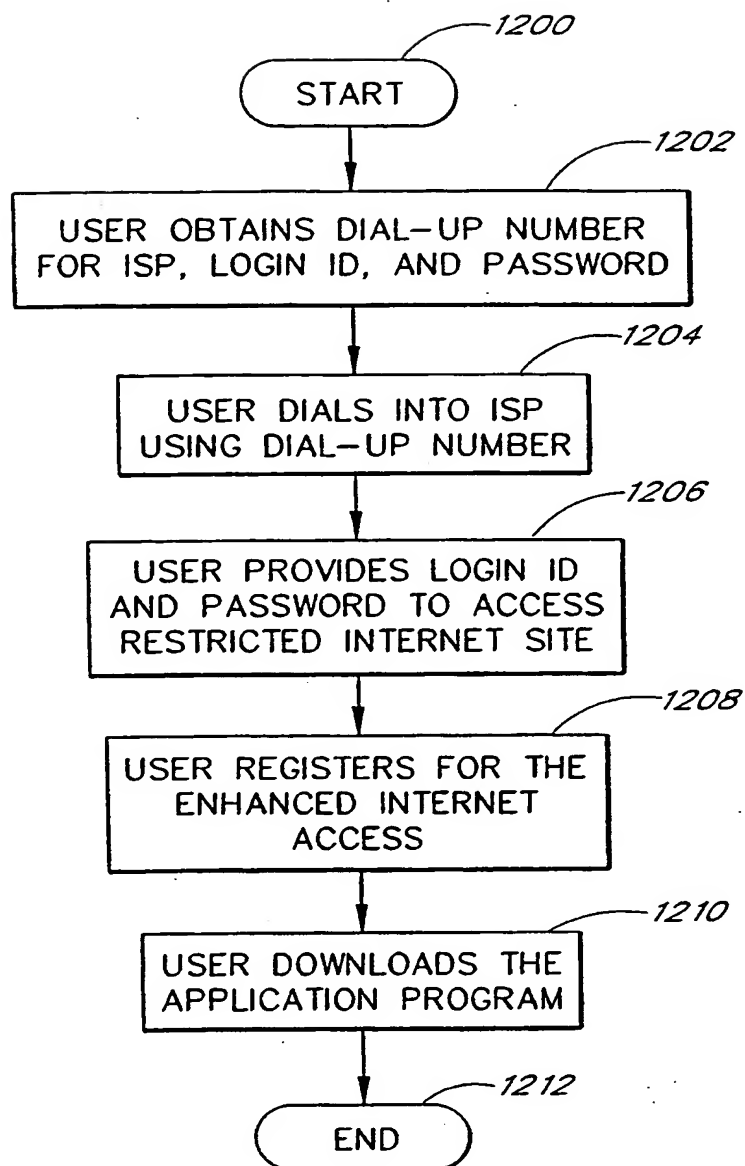 1200
START
1202
USER OBTAINS DIAL-UP NUMBER
FOR ISP, LOGIN ID, AND PASSWORD
1204
USER DIALS INTO ISP
USING DIAL-UP NUMBER
1206
USER PROVIDES LOGIN ID
AND PASSWORD TO ACCESS
RESTRICTED INTERNET SITE
1208
USER REGISTERS FOR THE
ENHANCED INTERNET
ACCESS
1210
USER DOWNLOADS THE
APPLICATION PROGRAM
1212
END